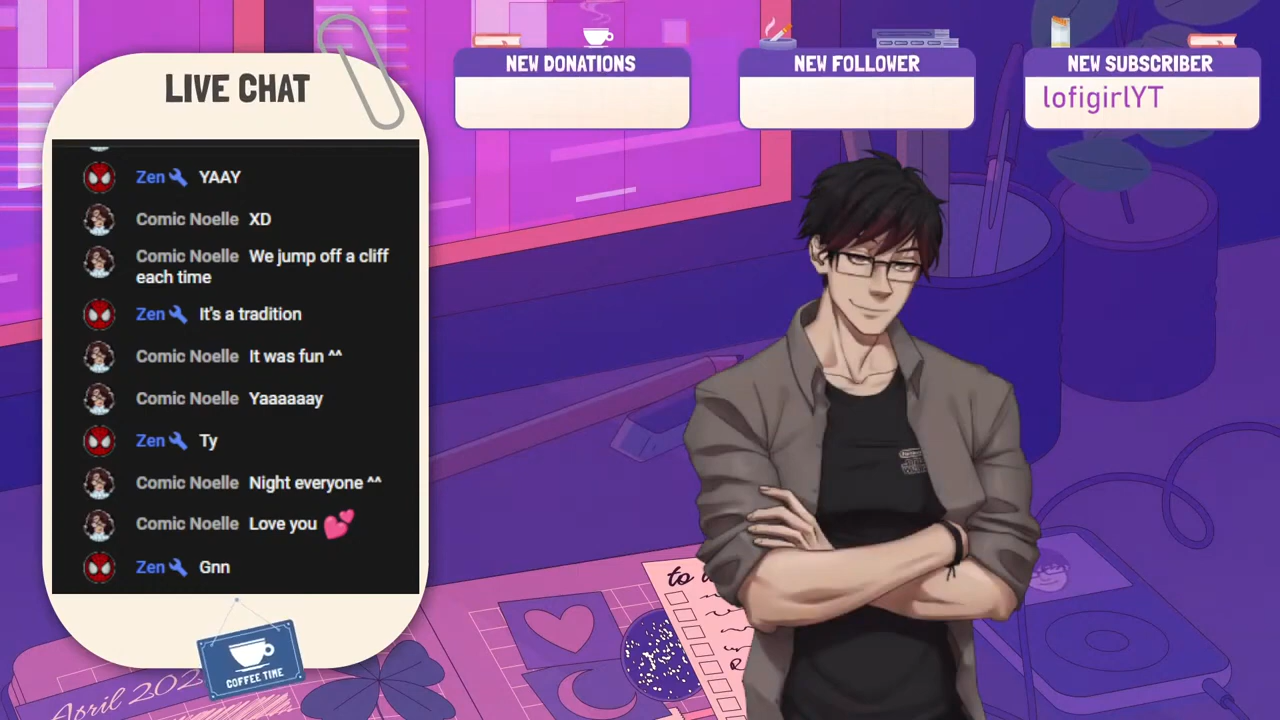 LIVE CHAT
NEW DONATIONS
NEW FOLLOWER
NEW SUBSCRIBER
lofigirlYT
Zen YAAY
Comic Noelle XD
Comic Noelle We jump off a cliff
each time
Zen It's a tradition
Comic Noelle It was fun ^^
Comic Noelle Yaaaaaay
Zen Ty
Comic Noelle Night everyone ^^
Comic Noelle Love you 💕
Zen Gnn
COFFEE TIME
April
to